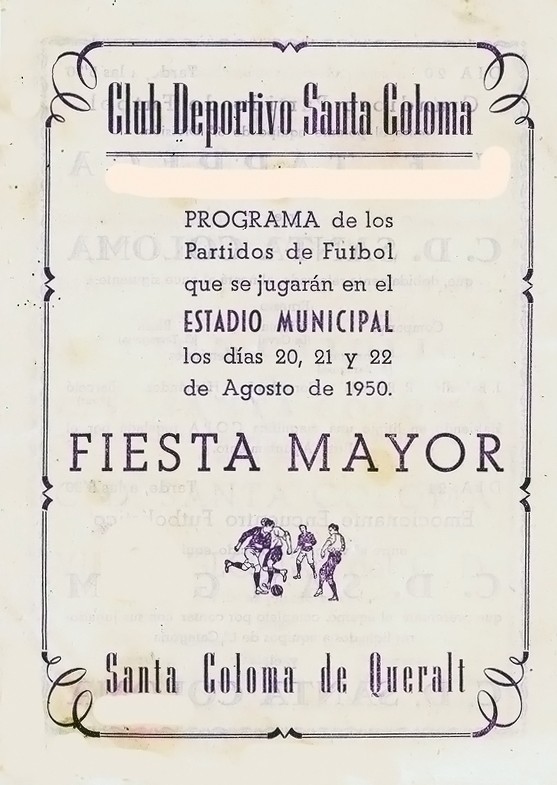 Club Deportivo Santa Coloma
PROGRAMA de los
Partidos de Futbol
que se jugarán en el
ESTADIO MUNICIPAL
los días 20, 21 y 22
de Agosto de 1950.
FIESTA MAYOR
Santa Coloma de Queralt